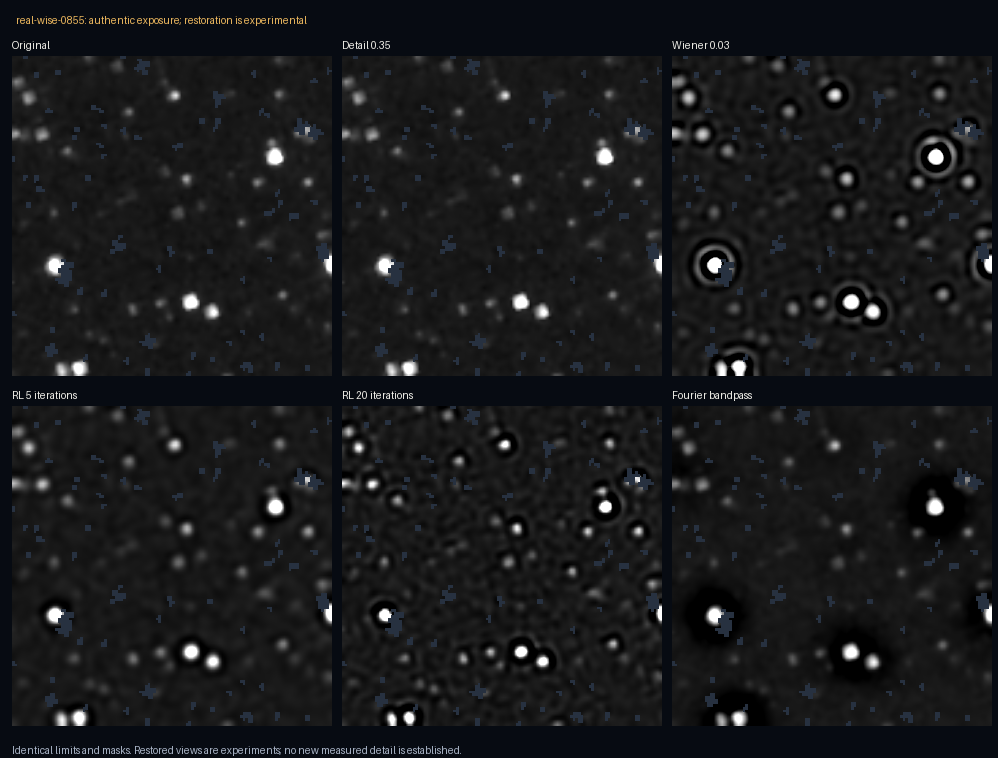 real-wise-0855: authentic exposure; restoration is experimental
Original
Detail 0.35
Wiener 0.03
RL 5 iterations
RL 20 iterations
Fourier bandpass
Identical limits and masks. Restored views are experiments; no new measured detail is established.